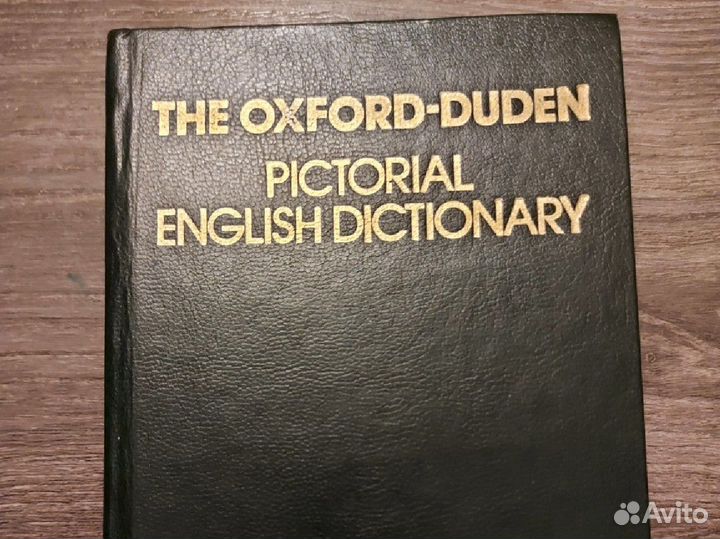 THE OXFORD-DUDEN
PICTORIAL
ENGLISH DICTIONARY
Avito